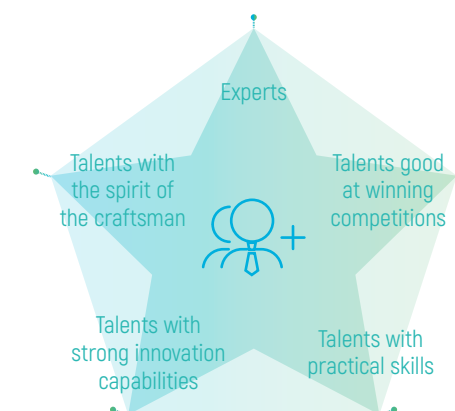 Experts
Talents with
the spirit of
the craftsman
Talents good
at winning
competitions
Talents with
strong innovation
capabilities
Talents with
practical skills